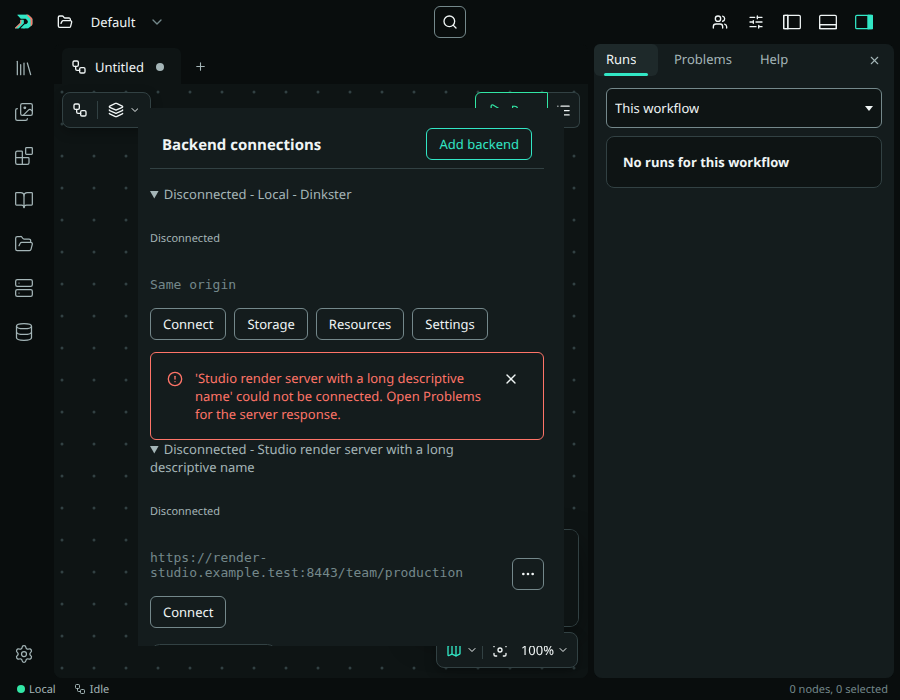 Default
Untitled
Runs
Problems
Help
This workflow
No runs for this workflow
Backend connections
Add backend
Disconnected - Local - Dinkster
Disconnected
Same origin
Connect
Storage
Resources
Settings
'Studio render server with a long descriptive
name' could not be connected. Open Problems
for the server response.
Disconnected - Studio render server with a long
descriptive name
Disconnected
https://render-
studio.example.test:8443/team/production
Connect
100%
Local
Idle
0 nodes, 0 selected